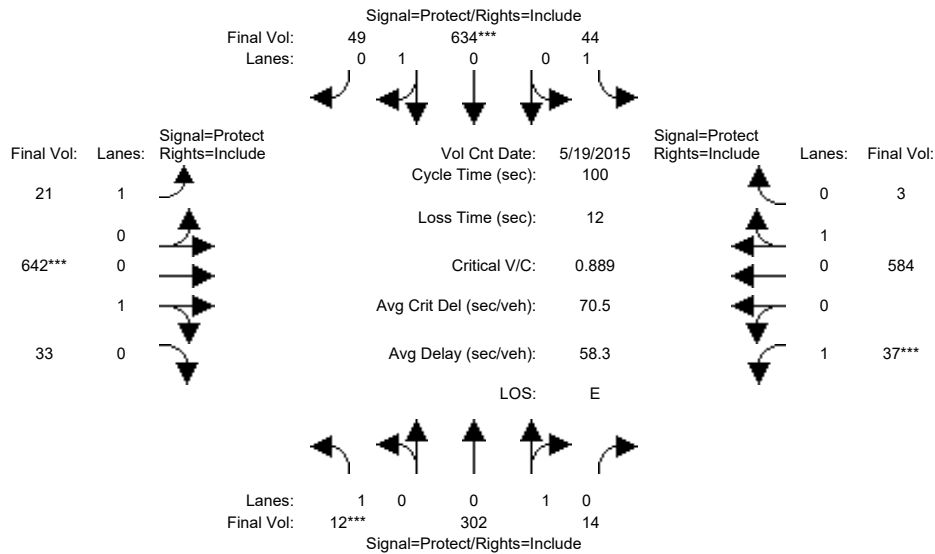 Signal=Protect/Rights=Include
Final Vol: 49 634*** 44
Lanes: 0 1 0 0 1
Signal=Protect
Final Vol: Lanes: Rights=Include
Vol Cnt Date: 5/19/2015
Signal=Protect
Rights=Include Lanes: Final Vol:
Cycle Time (sec): 100
21 1 0 3
Loss Time (sec): 12
0 1
642*** 0 Critical V/C: 0.889 0 584
1 Avg Crit Del (sec/veh): 70.5 0
33 0 Avg Delay (sec/veh): 58.3 1 37***
LOS: E
Lanes: 1 0 0 1 0
Final Vol: 12*** 302 14
Signal=Protect/Rights=Include